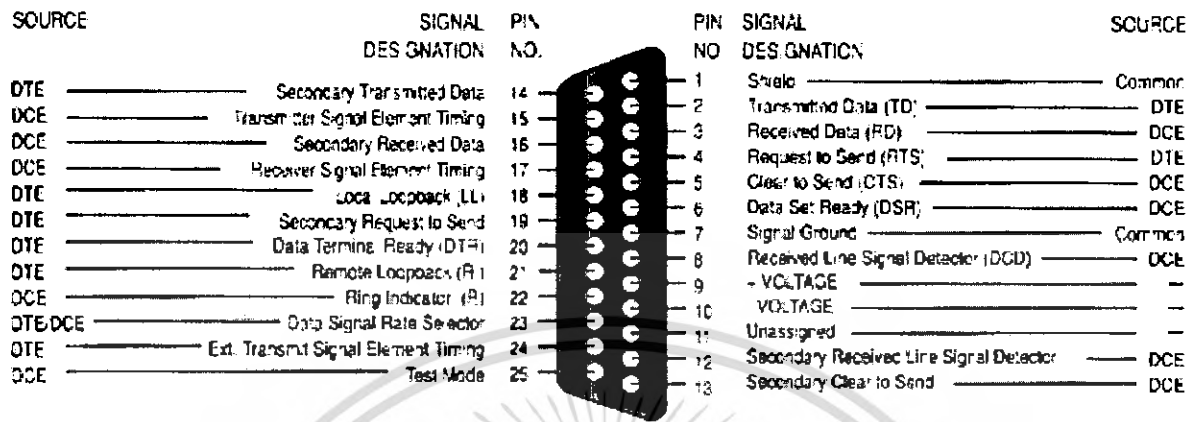 SOURCE SIGNAL PIN PIN SIGNAL SOURCE
DESIGNATION NO. NO DESIGNATION
1 Shield Common
DTE Secondary Transmitted Data 14
2 Transmitted Data (TD) DTE
DCE Transmitter Signal Element Timing 15
3 Received Data (RD) DCE
DCE Secondary Received Data 16
4 Request to Send (RTS) DTE
DCE Receiver Signal Element Timing 17
5 Clear to Send (CTS) DCE
DTE Local Loopback (LL) 18
6 Data Set Ready (DSR) DCE
DTE Secondary Request to Send 19
7 Signal Ground Common
DTE Data Terminal Ready (DTR) 20
8 Received Line Signal Detector (DCD) DCE
DTE Remote Loopback 21
9 VOLTAGE
DCE Ring Indicator 22
10 VOLTAGE
DTE/DCE Data Signal Rate Selector 23
11 Unassigned
DTE Ext. Transmit Signal Element Timing 24
12 Secondary Received Line Signal Detector DCE
DCE Test Mode 25
13 Secondary Clear to Send DCE